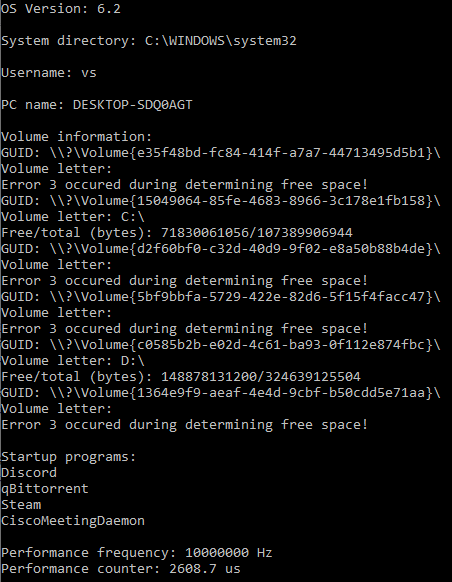 OS Version: 6.2
System directory: C:\WINDOWS\system32
Username: vs
PC name: DESKTOP-SDQ0AGT
Volume information:
GUID: \\?\Volume{e35f48bd-fc84-414f-a7a7-44713495d5b1}\
Volume letter:
Error 3 occured during determining free space!
GUID: \\?\Volume{15049064-85fe-4683-8966-3c178e1fb158}\
Volume letter: C:\
Free/total (bytes): 71830061056/107389906944
GUID: \\?\Volume{d2f60bf0-c32d-40d9-9f02-e8a50b88b4de}\
Volume letter:
Error 3 occured during determining free space!
GUID: \\?\Volume{5bf9bbfa-5729-422e-82d6-5f15f4facc47}\
Volume letter:
Error 3 occured during determining free space!
GUID: \\?\Volume{c0585b2b-e02d-4c61-ba93-0f112e874fbc}\
Volume letter: D:\
Free/total (bytes): 148878131200/324639125504
GUID: \\?\Volume{1364e9f9-aeaf-4e4d-9cbf-b50cdd5e71aa}\
Volume letter:
Error 3 occured during determining free space!
Startup programs:
Discord
qBittorrent
Steam
CiscoMeetingDaemon
Performance frequency: 10000000 Hz
Performance counter: 2608.7 us